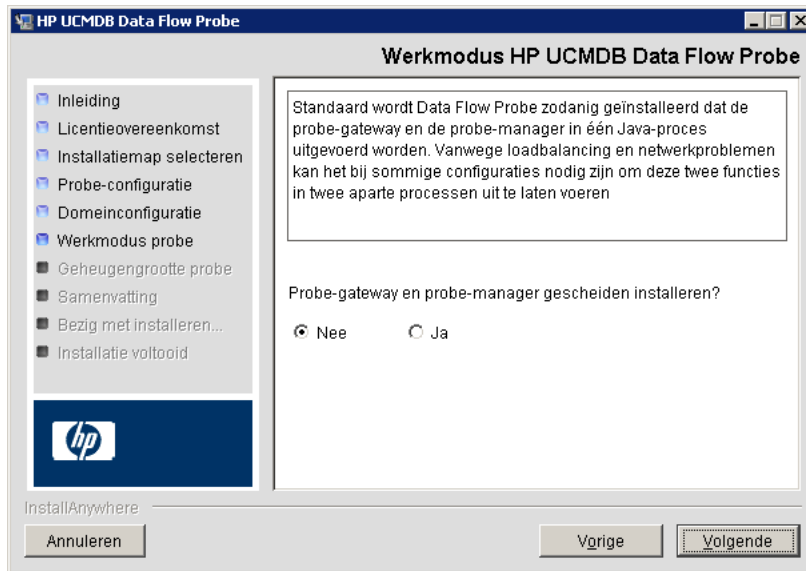 HP UCMDB Data Flow Probe
Werkmodus HP UCMDB Data Flow Probe
Inleiding
Licentieovereenkomst
Installatiemap selecteren
Probe-configuratie
Domeinconfiguratie
Werkmodus probe
Geheugengrootte probe
Samenvatting
Bezig met installeren...
Installatie voltooid
hp
Standaard wordt Data Flow Probe zodanig geïnstalleerd dat de
probe-gateway en de probe-manager in één Java-proces
uitgevoerd worden. Vanwege loadbalancing en netwerkproblemen
kan het bij sommige configuraties nodig zijn om deze twee functies
in twee aparte processen uit te laten voeren
Probe-gateway en probe-manager gescheiden installeren?
Nee
Ja
InstallAnywhere
Annuleren
Vorige
Volgende